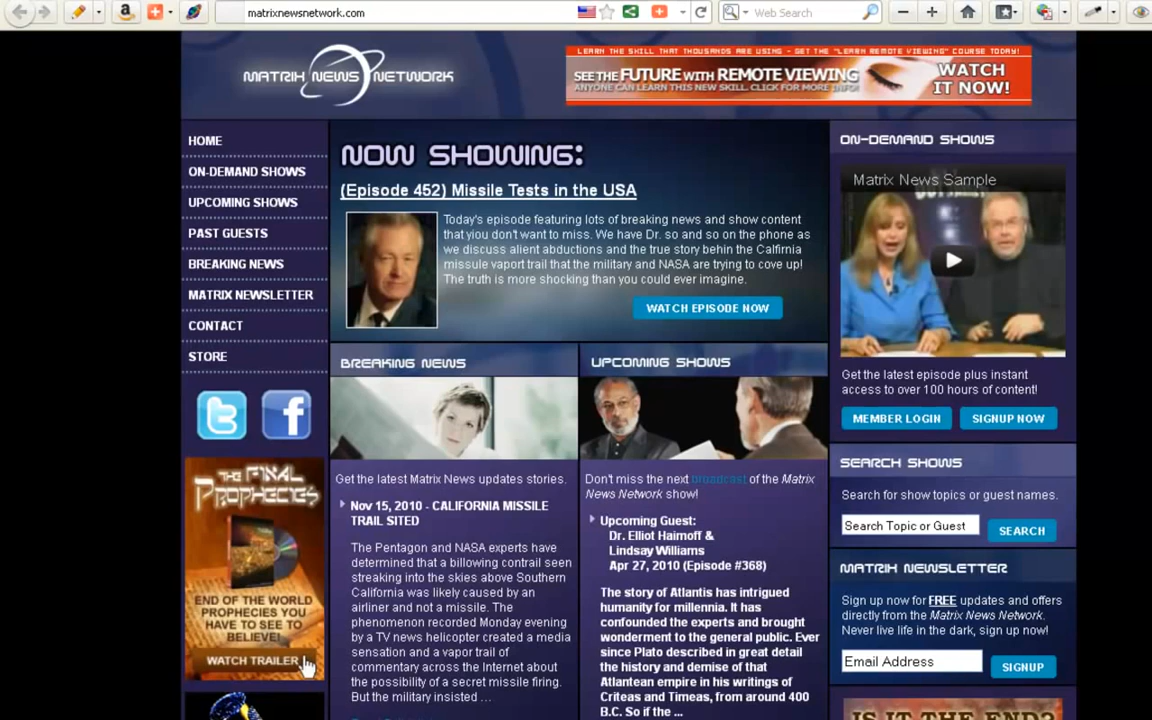 matrixnewsnetwork.com
Web Search
MATRIX NEWS NETWORK
LEARN THE SKILL THAT THOUSANDS ARE USING - GET THE "LEARN REMOTE VIEWING" COURSE TODAY!
SEE THE FUTURE WITH REMOTE VIEWING
ANYONE CAN LEARN THIS NEW SKILL. CLICK FOR MORE INFO!
WATCH
IT NOW!
HOME
ON-DEMAND SHOWS
UPCOMING SHOWS
PAST GUESTS
BREAKING NEWS
MATRIX NEWSLETTER
CONTACT
STORE
THE FINAL
PROPHECIES
END OF THE WORLD
PROPHECIES YOU
HAVE TO SEE TO
BELIEVE!
WATCH TRAILER
NOW SHOWING:
(Episode 452) Missile Tests in the USA
Today's episode featuring lots of breaking news and show content
that you don't want to miss. We have Dr. so and so on the phone as
we discuss alient abductions and the true story behin the Calfirnia
missule vaport trail that the military and NASA are trying to cove up!
The truth is more shocking than you could ever imagine.
WATCH EPISODE NOW
BREAKING NEWS
Get the latest Matrix News updates stories.
Nov 15, 2010 - CALIFORNIA MISSILE
TRAIL SITED
The Pentagon and NASA experts have
determined that a billowing contrail seen
streaking into the skies above Southern
California was likely caused by an
airliner and not a missile. The
phenomenon recorded Monday evening
by a TV news helicopter created a media
sensation and a vapor trail of
commentary across the Internet about
the possibility of a secret missile firing.
But the military insisted ...
UPCOMING SHOWS
Don't miss the next broadcast of the Matrix
News Network show!
Upcoming Guest:
Dr. Elliot Haimoff &
Lindsay Williams
Apr 27, 2010 (Episode #368)
The story of Atlantis has intrigued
humanity for millennia. It has
confounded the experts and brought
wonderment to the general public. Ever
since Plato described in great detail
the history and demise of that
Atlantean empire in his writings of
Criteas and Timeas, from around 400
B.C. So if the ...
ON-DEMAND SHOWS
Matrix News Sample
Get the latest episode plus instant
access to over 100 hours of content!
MEMBER LOGIN
SIGNUP NOW
SEARCH SHOWS
Search for show topics or guest names.
Search Topic or Guest
SEARCH
MATRIX NEWSLETTER
Sign up now for FREE updates and offers
directly from the Matrix News Network.
Never live life in the dark, sign up now!
Email Address
SIGNUP
IS IT THE END?